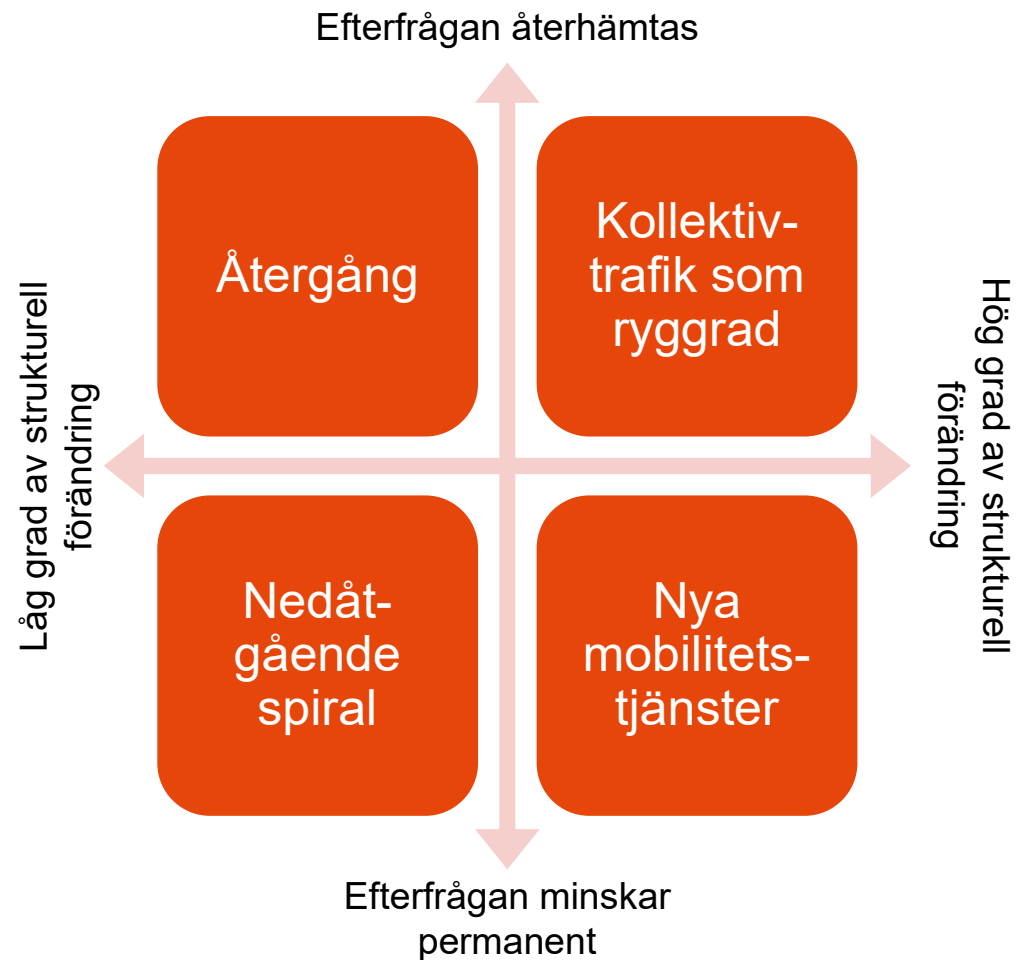 Efterfrågan återhämtas
Återgång
Kollektiv-
trafik som
ryggrad
Låg grad av strukturell
förändring
Hög grad av strukturell
förändring
Nedåt-
gående
spiral
Nya
mobilitets-
tjänster
Efterfrågan minskar
permanent